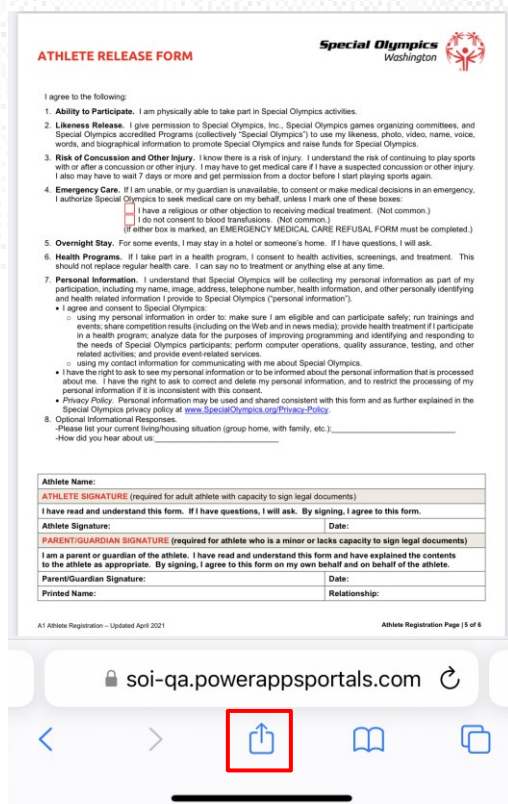 Special Olympics
Washington
ATHLETE RELEASE FORM
I agree to the following:
1. Ability to Participate. I am physically able to take part in Special Olympics activities.
2. Likeness Release. I give permission to Special Olympics, Inc., Special Olympics games organizing committees, and
Special Olympics accredited Programs (collectively “Special Olympics”) to use my likeness, photo, video, name, voice,
words, and biographical information to promote Special Olympics and raise funds for Special Olympics.
3. Risk of Concussion and Other Injury. I know there is a risk of injury. I understand the risk of continuing to play sports
with or after a concussion or other injury. I may have to get medical care if I have a suspected concussion or other injury.
I also may have to wait 7 days or more and get permission from a doctor before I start playing sports again.
4. Emergency Care. If I am unable, or my guardian is unavailable, to consent or make medical decisions in an emergency,
I authorize Special Olympics to seek medical care on my behalf, unless I mark one of these boxes:
I have a religious or other objection to receiving medical treatment. (Not common.)
I do not consent to blood transfusions. (Not common.)
(If either box is marked, an EMERGENCY MEDICAL CARE REFUSAL FORM must be completed.)
5. Overnight Stay. For some events, I may stay in a hotel or someone’s home. If I have questions, I will ask.
6. Health Programs. If I take part in a health program, I consent to health activities, screenings, and treatment. This
should not replace regular health care. I can say no to treatment or anything else at any time.
7. Personal Information. I understand that Special Olympics will be collecting my personal information as part of my
participation, including my name, image, address, telephone number, health information, and other personally identifying
and health related information I provide to Special Olympics (“personal information”).
• I agree and consent to Special Olympics:
o using my personal information in order to: make sure I am eligible and can participate safely; run trainings and
events; share competition results (including on the Web and in news media); provide health treatment if I participate
in a health program; analyze data for the purposes of improving programming and identifying and responding to
the needs of Special Olympics participants; perform computer operations, quality assurance, testing, and other
related activities; and provide event-related services.
o using my contact information for communicating with me about Special Olympics.
• I have the right to ask to see my personal information or to be informed about the personal information that is processed
about me. I have the right to ask to correct and delete my personal information, and to restrict the processing of my
personal information if it is inconsistent with this consent.
• Privacy Policy. Personal information may be used and shared consistent with this form and as further explained in the
Special Olympics privacy policy at www.SpecialOlympics.org/Privacy-Policy.
8. Optional Informational Responses.
-Please list your current living/housing situation (group home, with family, etc.):
-How did you hear about us:
Athlete Name:
ATHLETE SIGNATURE (required for adult athlete with capacity to sign legal documents)
I have read and understand this form. If I have questions, I will ask. By signing, I agree to this form.
Athlete Signature: Date:
PARENT/GUARDIAN SIGNATURE (required for athlete who is a minor or lacks capacity to sign legal documents)
I am a parent or guardian of the athlete. I have read and understand this form and have explained the contents
to the athlete as appropriate. By signing, I agree to this form on my own behalf and on behalf of the athlete.
Parent/Guardian Signature: Date:
Printed Name: Relationship:
A1 Athlete Registration – Updated April 2021 Athlete Registration Page | 5 of 6
soi-qa.powerappsportals.com